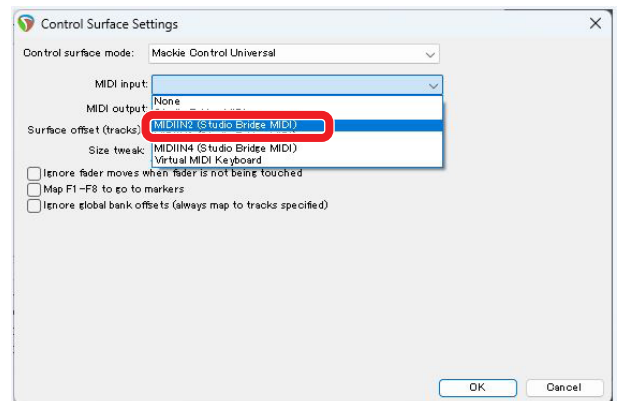 Control Surface Settings
Control surface mode: Mackie Control Universal
MIDI input:
None
MIDI output:
MIDIIN2 (Studio Bridge MIDI)
Surface offset (tracks)
Size tweak: MIDIIN4 (Studio Bridge MIDI)
Virtual MIDI Keyboard
Ignore fader moves when fader is not being touched
Map F1-F8 to go to markers
Ignore global bank offsets (always map to tracks specified)
OK Cancel